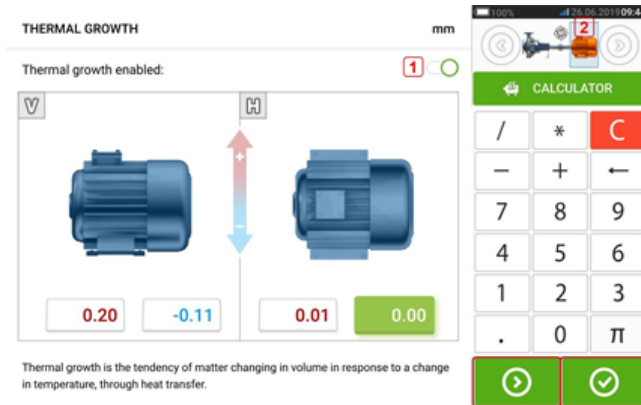 THERMAL GROWTH
mm
100%
26.06.2019 09:4
Thermal growth enabled:
1
2
CALCULATOR
V
H
+
−
/ * C
− + ←
7 8 9
4 5 6
1 2 3
. 0 π
0.20
-0.11
0.01
0.00
Thermal growth is the tendency of matter changing in volume in response to a change
in temperature, through heat transfer.